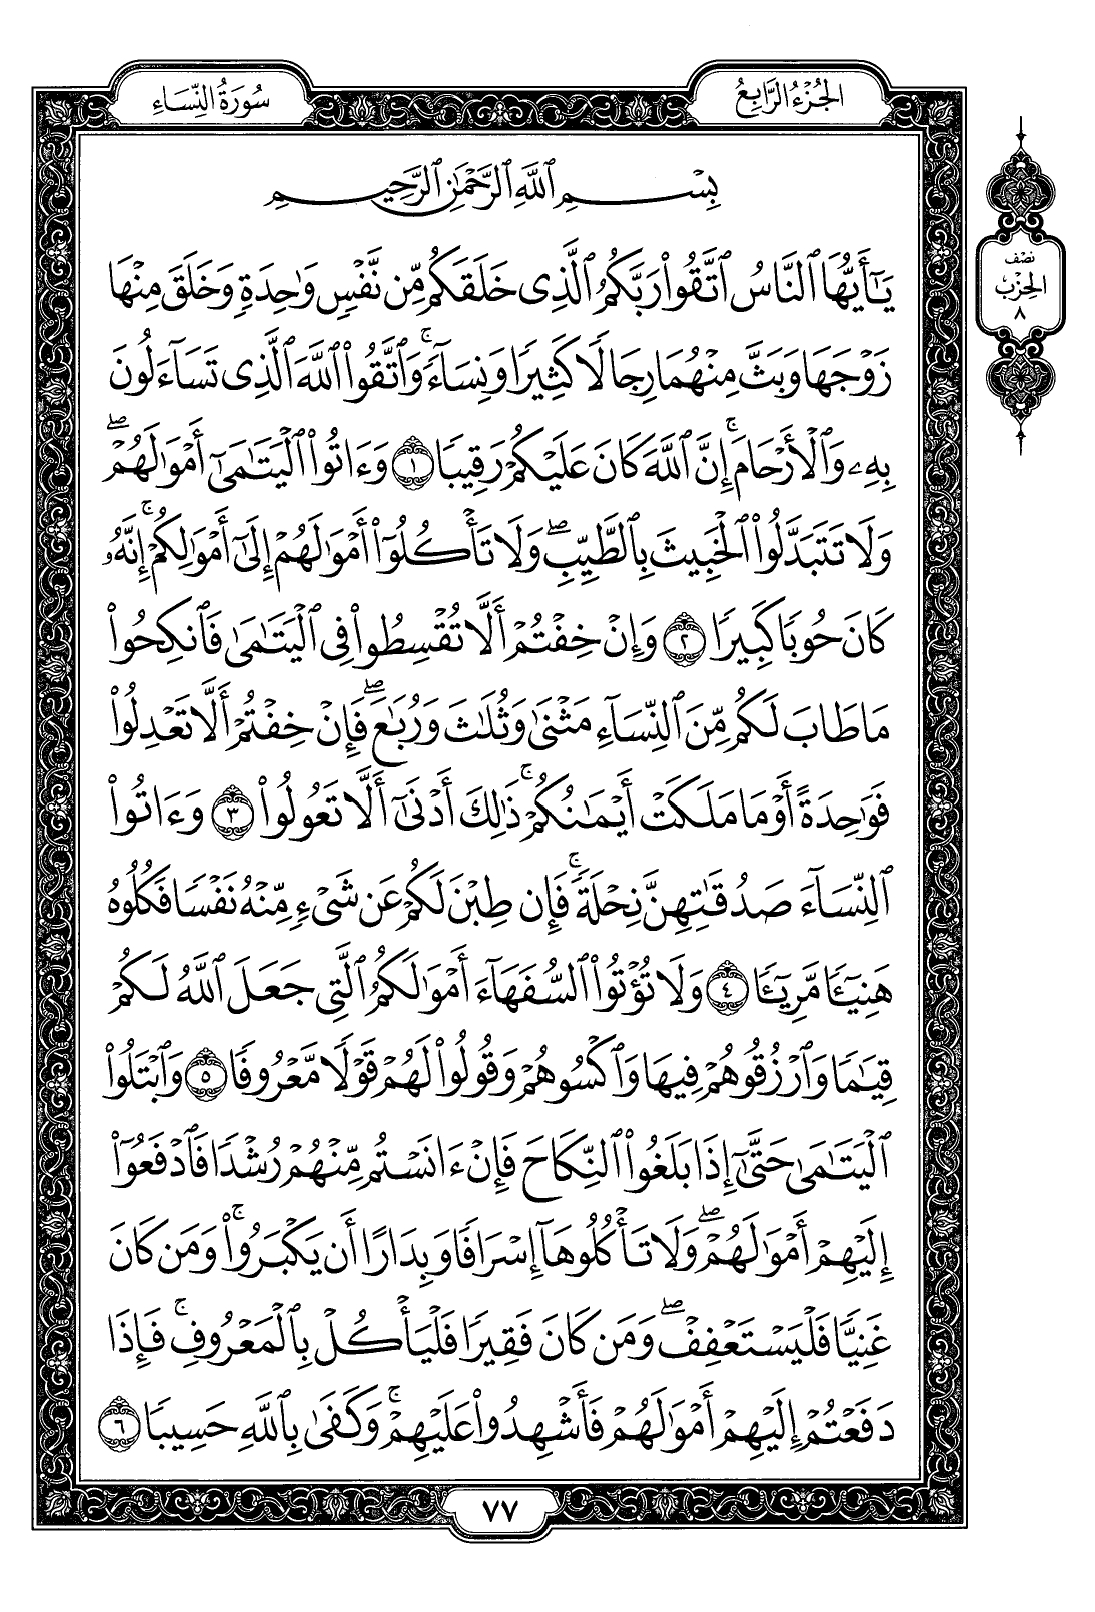 الجُزْءُ الرَّابِعُ
سُورَةُ النِّسَاءِ
نصف
الحزب
٨
بِسْمِ ٱللَّهِ ٱلرَّحْمَٰنِ ٱلرَّحِيمِ
يَٰٓأَيُّهَا ٱلنَّاسُ ٱتَّقُوا۟ رَبَّكُمُ ٱلَّذِى خَلَقَكُم مِّن نَّفْسٍ وَٰحِدَةٍ وَخَلَقَ مِنْهَا
زَوْجَهَا وَبَثَّ مِنْهُمَا رِجَالًا كَثِيرًا وَنِسَآءً ۚ وَٱتَّقُوا۟ ٱللَّهَ ٱلَّذِى تَسَآءَلُونَ
بِهِۦ وَٱلْأَرْحَامَ ۚ إِنَّ ٱللَّهَ كَانَ عَلَيْكُمْ رَقِيبًا ١ وَءَاتُوا۟ ٱلْيَتَٰمَىٰٓ أَمْوَٰلَهُمْ ۖ
وَلَا تَتَبَدَّلُوا۟ ٱلْخَبِيثَ بِٱلطَّيِّبِ ۖ وَلَا تَأْكُلُوٓا۟ أَمْوَٰلَهُمْ إِلَىٰٓ أَمْوَٰلِكُمْ ۚ إِنَّهُۥ
كَانَ حُوبًا كَبِيرًا ٢ وَإِنْ خِفْتُمْ أَلَّا تُقْسِطُوا۟ فِى ٱلْيَتَٰمَىٰ فَٱنكِحُوا۟
مَا طَابَ لَكُم مِّنَ ٱلنِّسَآءِ مَثْنَىٰ وَثُلَٰثَ وَرُبَٰعَ ۖ فَإِنْ خِفْتُمْ أَلَّا تَعْدِلُوا۟
فَوَٰحِدَةً أَوْ مَا مَلَكَتْ أَيْمَٰنُكُمْ ۚ ذَٰلِكَ أَدْنَىٰٓ أَلَّا تَعُولُوا۟ ٣ وَءَاتُوا۟
ٱلنِّسَآءَ صَدُقَٰتِهِنَّ نِحْلَةً ۚ فَإِن طِبْنَ لَكُمْ عَن شَىْءٍ مِّنْهُ نَفْسًا فَكُلُوهُ
هَنِيٓـًٔا مَّرِيٓـًٔا ٤ وَلَا تُؤْتُوا۟ ٱلسُّفَهَآءَ أَمْوَٰلَكُمُ ٱلَّتِى جَعَلَ ٱللَّهُ لَكُمْ
قِيَٰمًا وَٱرْزُقُوهُمْ فِيهَا وَٱكْسُوهُمْ وَقُولُوا۟ لَهُمْ قَوْلًا مَّعْرُوفًا ٥ وَٱبْتَلُوا۟
ٱلْيَتَٰمَىٰ حَتَّىٰٓ إِذَا بَلَغُوا۟ ٱلنِّكَاحَ فَإِنْ ءَانَسْتُم مِّنْهُمْ رُشْدًا فَٱدْفَعُوٓا۟
إِلَيْهِمْ أَمْوَٰلَهُمْ ۖ وَلَا تَأْكُلُوهَآ إِسْرَافًا وَبِدَارًا أَن يَكْبَرُوا۟ ۚ وَمَن كَانَ
غَنِيًّا فَلْيَسْتَعْفِفْ ۖ وَمَن كَانَ فَقِيرًا فَلْيَأْكُلْ بِٱلْمَعْرُوفِ ۚ فَإِذَا
دَفَعْتُمْ إِلَيْهِمْ أَمْوَٰلَهُمْ فَأَشْهِدُوا۟ عَلَيْهِمْ ۚ وَكَفَىٰ بِٱللَّهِ حَسِيبًا ٦
٧٧